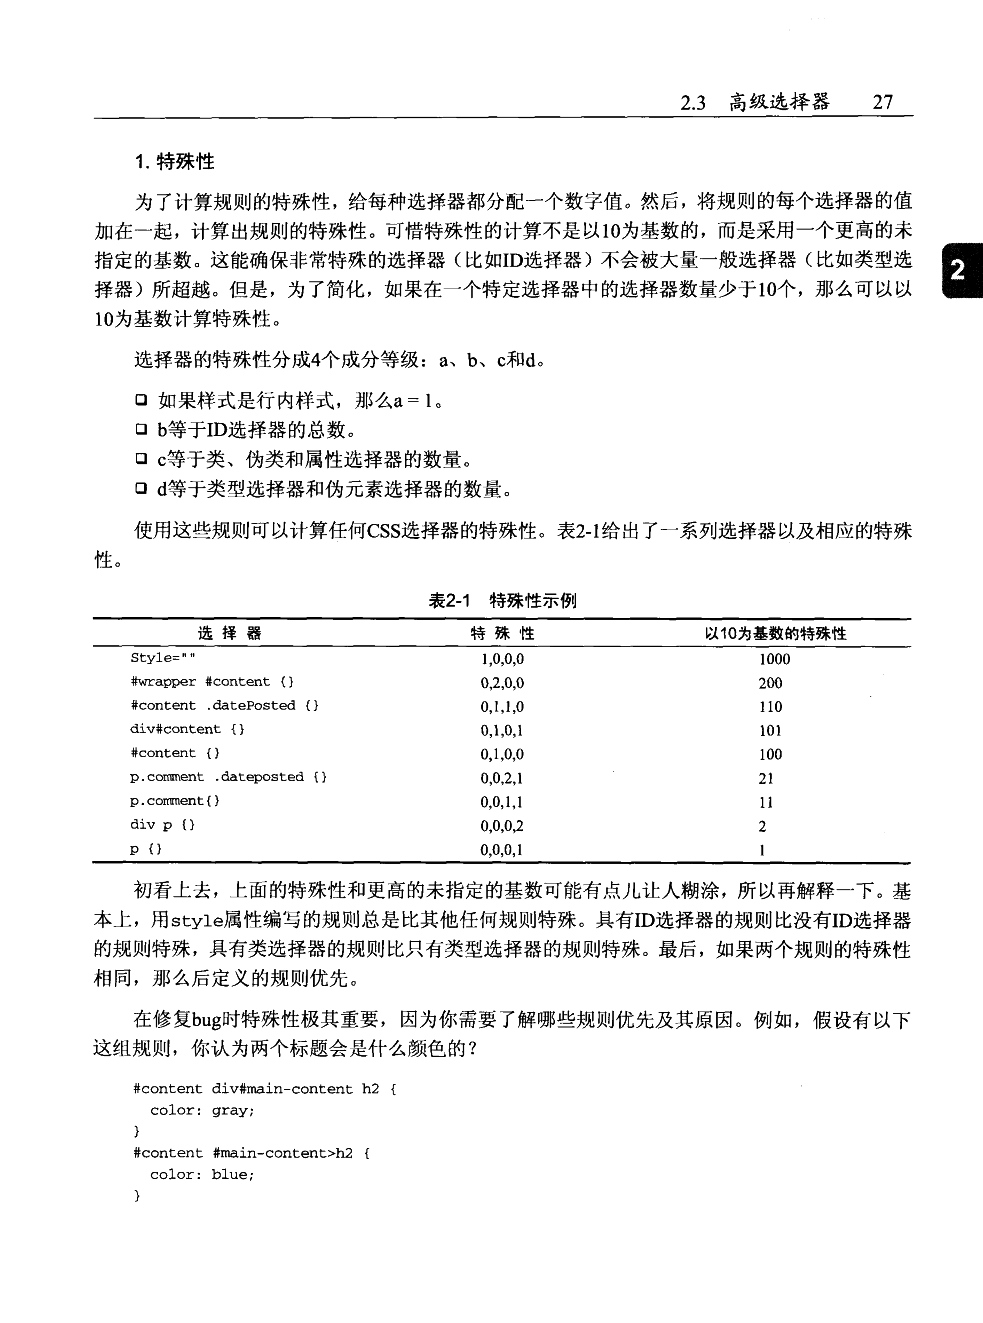 2.3 高级选择器 27
1. 特殊性
为了计算规则的特殊性，给每种选择器都分配一个数字值。然后，将规则的每个选择器的值
加在一起，计算出规则的特殊性。可惜特殊性的计算不是以10为基数的，而是采用一个更高的未
指定的基数。这能确保非常特殊的选择器（比如ID选择器）不会被大量一般选择器（比如类型选
择器）所超越。但是，为了简化，如果在一个特定选择器中的选择器数量少于10个，那么可以以
10为基数计算特殊性。
2
选择器的特殊性分成4个成分等级：a、b、c和d。
❑ 如果样式是行内样式，那么a = 1。
❑ b等于ID选择器的总数。
❑ c等于类、伪类和属性选择器的数量。
❑ d等于类型选择器和伪元素选择器的数量。
使用这些规则可以计算任何CSS选择器的特殊性。表2-1给出了一系列选择器以及相应的特殊
性。
表2-1 特殊性示例
选 择 器 特 殊 性 以10为基数的特殊性
Style="" 1,0,0,0 1000
#wrapper #content {} 0,2,0,0 200
#content .datePosted {} 0,1,1,0 110
div#content {} 0,1,0,1 101
#content {} 0,1,0,0 100
p.comment .dateposted {} 0,0,2,1 21
p.comment{} 0,0,1,1 11
div p {} 0,0,0,2 2
p {} 0,0,0,1 1
初看上去，上面的特殊性和更高的未指定的基数可能有点儿让人糊涂，所以再解释一下。基
本上，用style属性编写的规则总是比其他任何规则特殊。具有ID选择器的规则比没有ID选择器
的规则特殊，具有类选择器的规则比只有类型选择器的规则特殊。最后，如果两个规则的特殊性
相同，那么后定义的规则优先。
在修复bug时特殊性极其重要，因为你需要了解哪些规则优先及其原因。例如，假设有以下
这组规则，你认为两个标题会是什么颜色的？
#content div#main-content h2 {
color: gray;
}
#content #main-content>h2 {
color: blue;
}